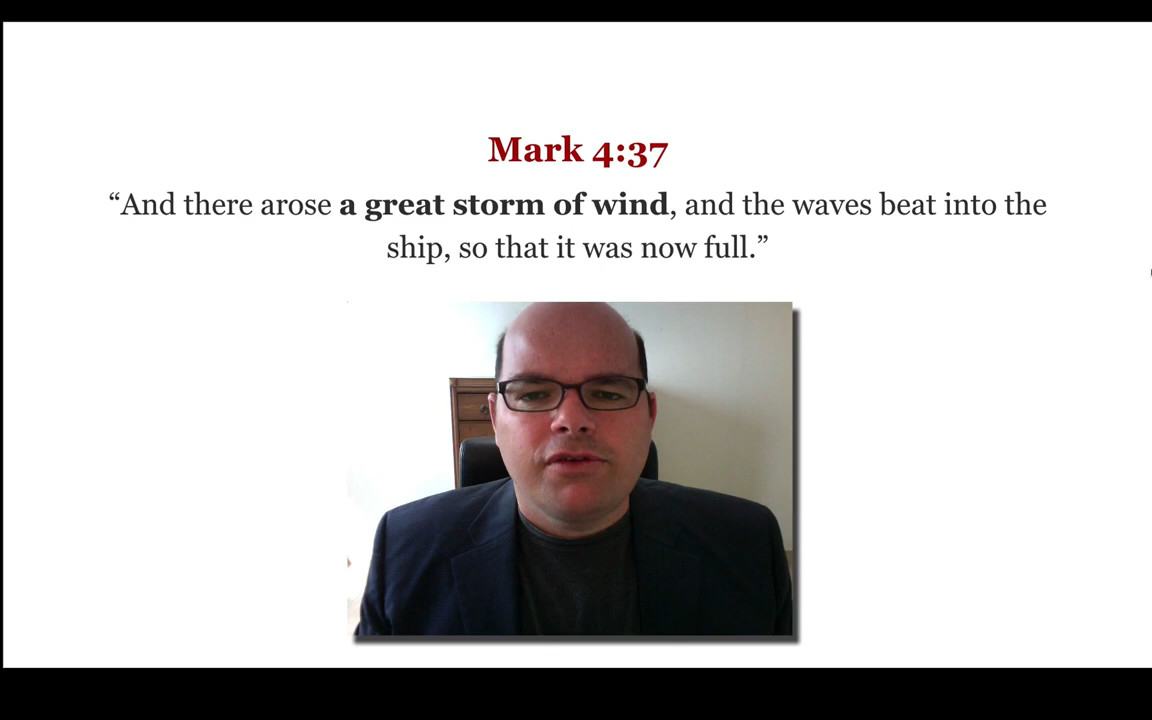 Mark 4:37
“And there arose a great storm of wind, and the waves beat into the
ship, so that it was now full.”